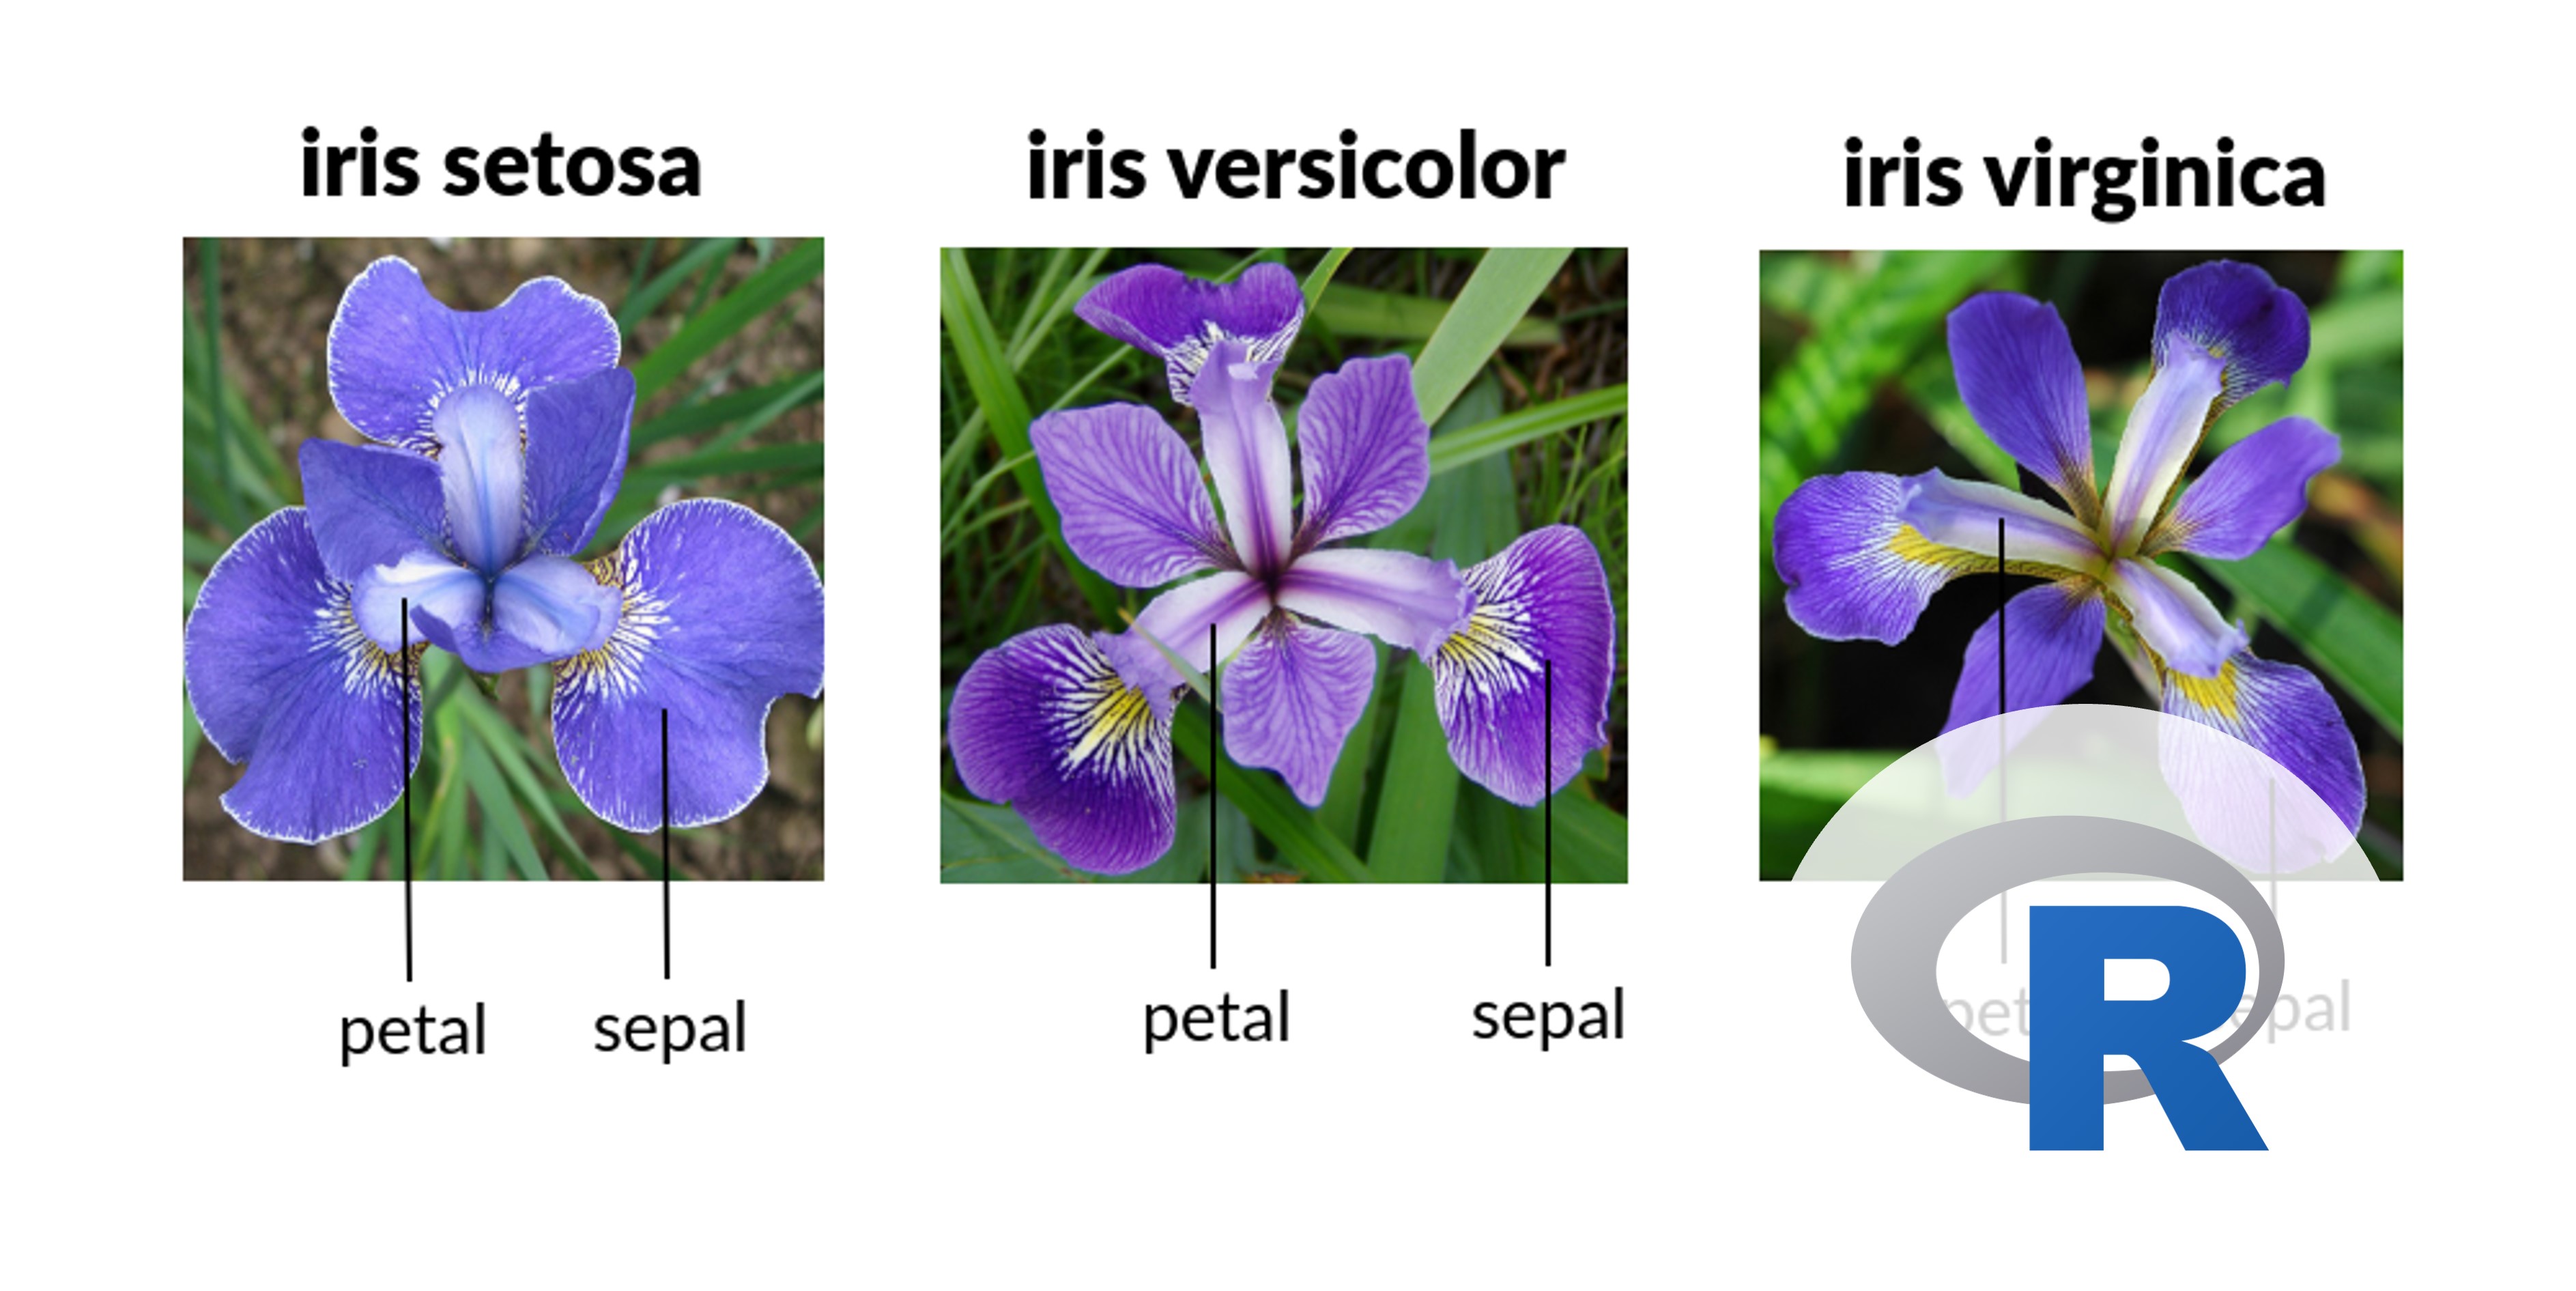 iris setosa
iris versicolor
iris virginica
petal
sepal
petal
sepal
R